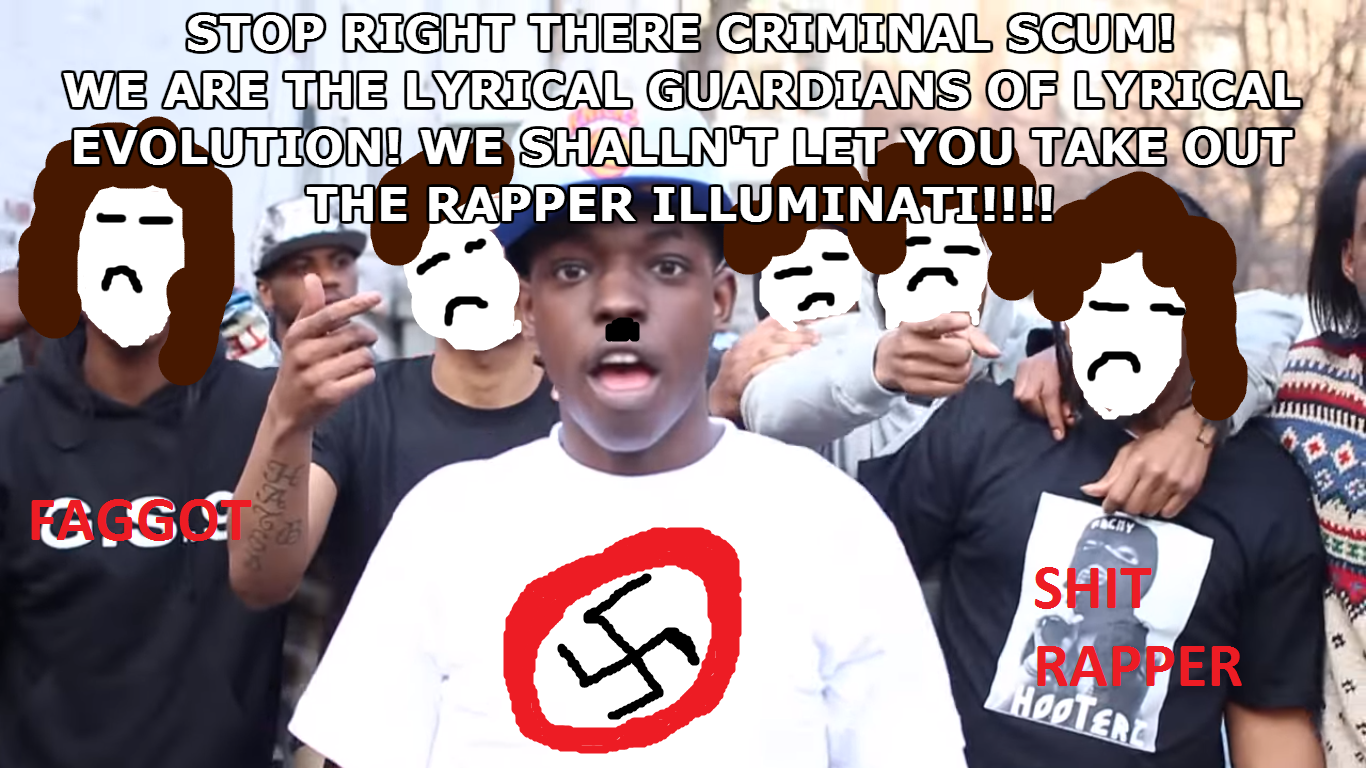 STOP RIGHT THERE CRIMINAL SCUM!
WE ARE THE LYRICAL GUARDIANS OF LYRICAL
EVOLUTION! WE SHALLN'T LET YOU TAKE OUT
THE RAPPER ILLUMINATI!!!!
FAGGOT
SHIT
RAPPER